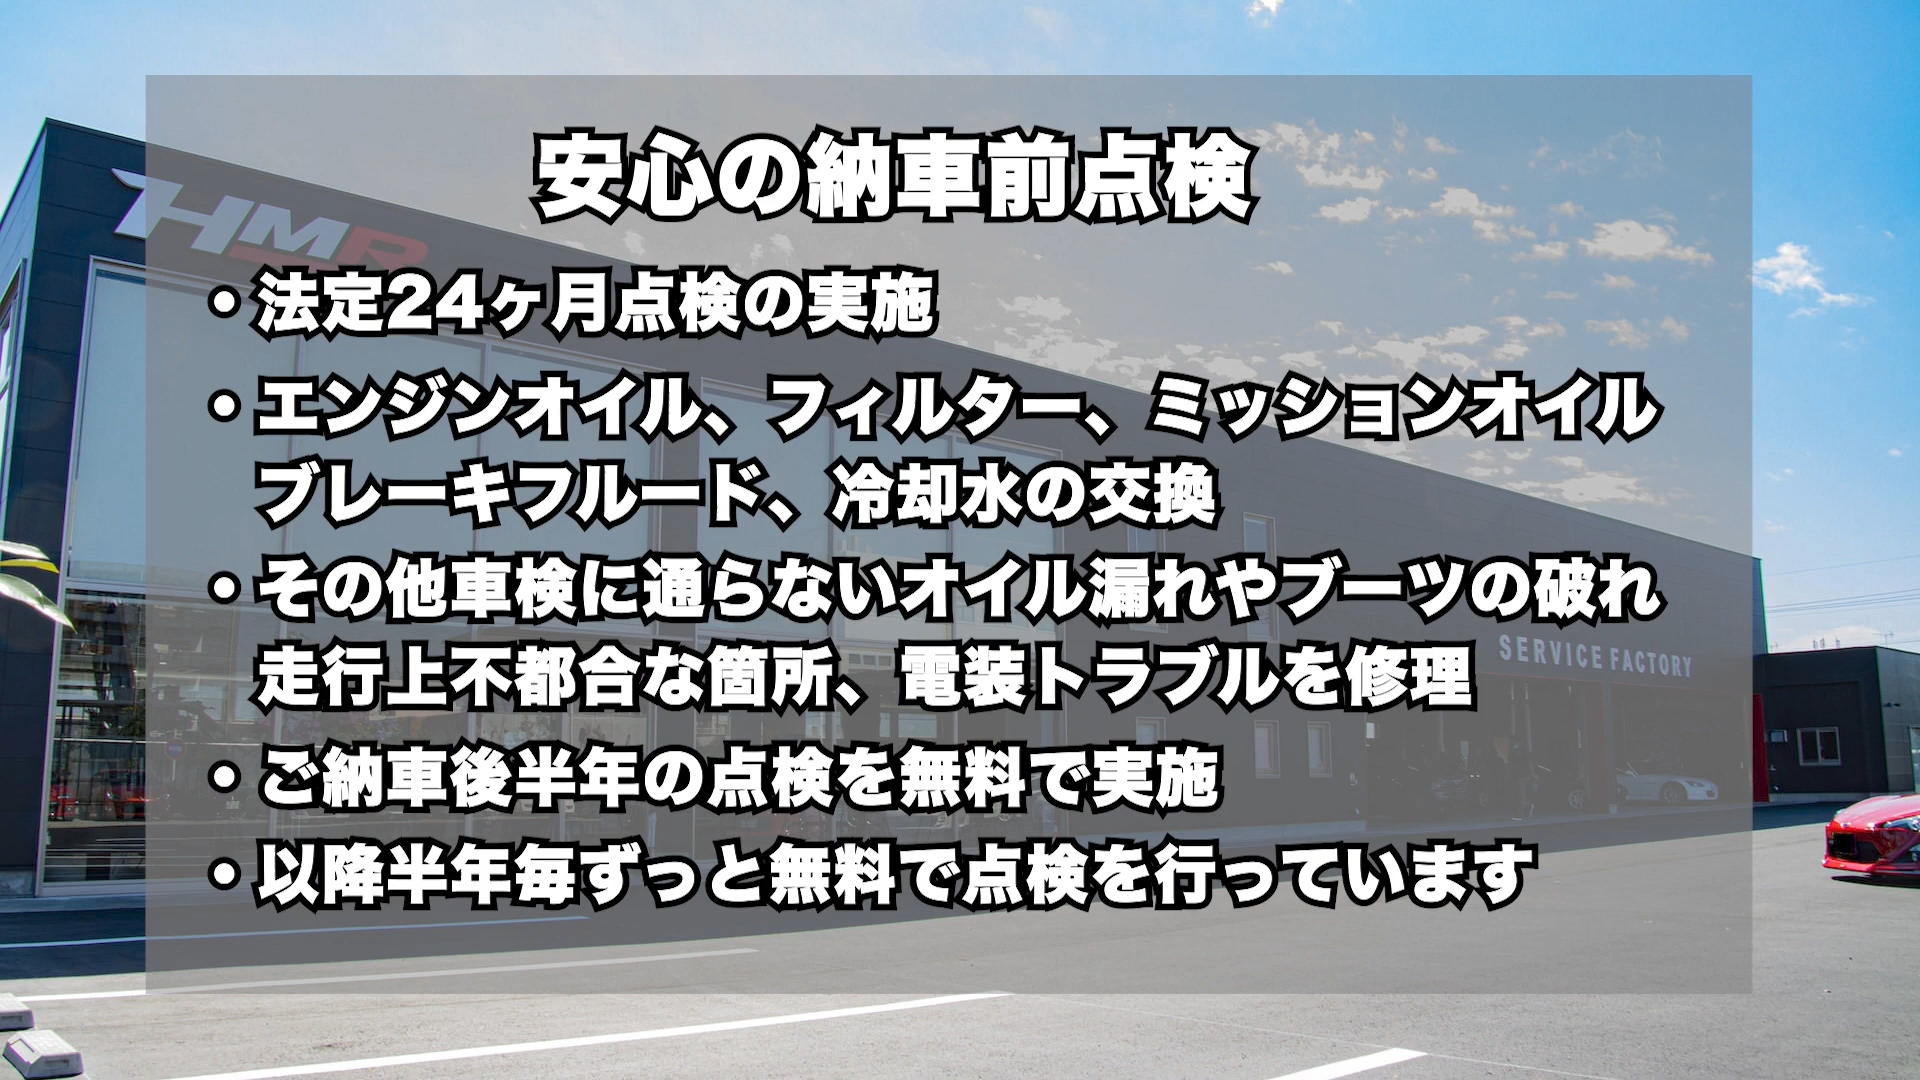 安心の納車前点検
HMR
・法定24ヶ月点検の実施
・エンジンオイル、フィルター、ミッションオイル
ブレーキフルード、冷却水の交換
・その他車検に通らないオイル漏れやブーツの破れ
走行上不都合な箇所、電装トラブルを修理
SERVICE FACTORY
・ご納車後半年の点検を無料で実施
・以降半年毎ずっと無料で点検を行っています